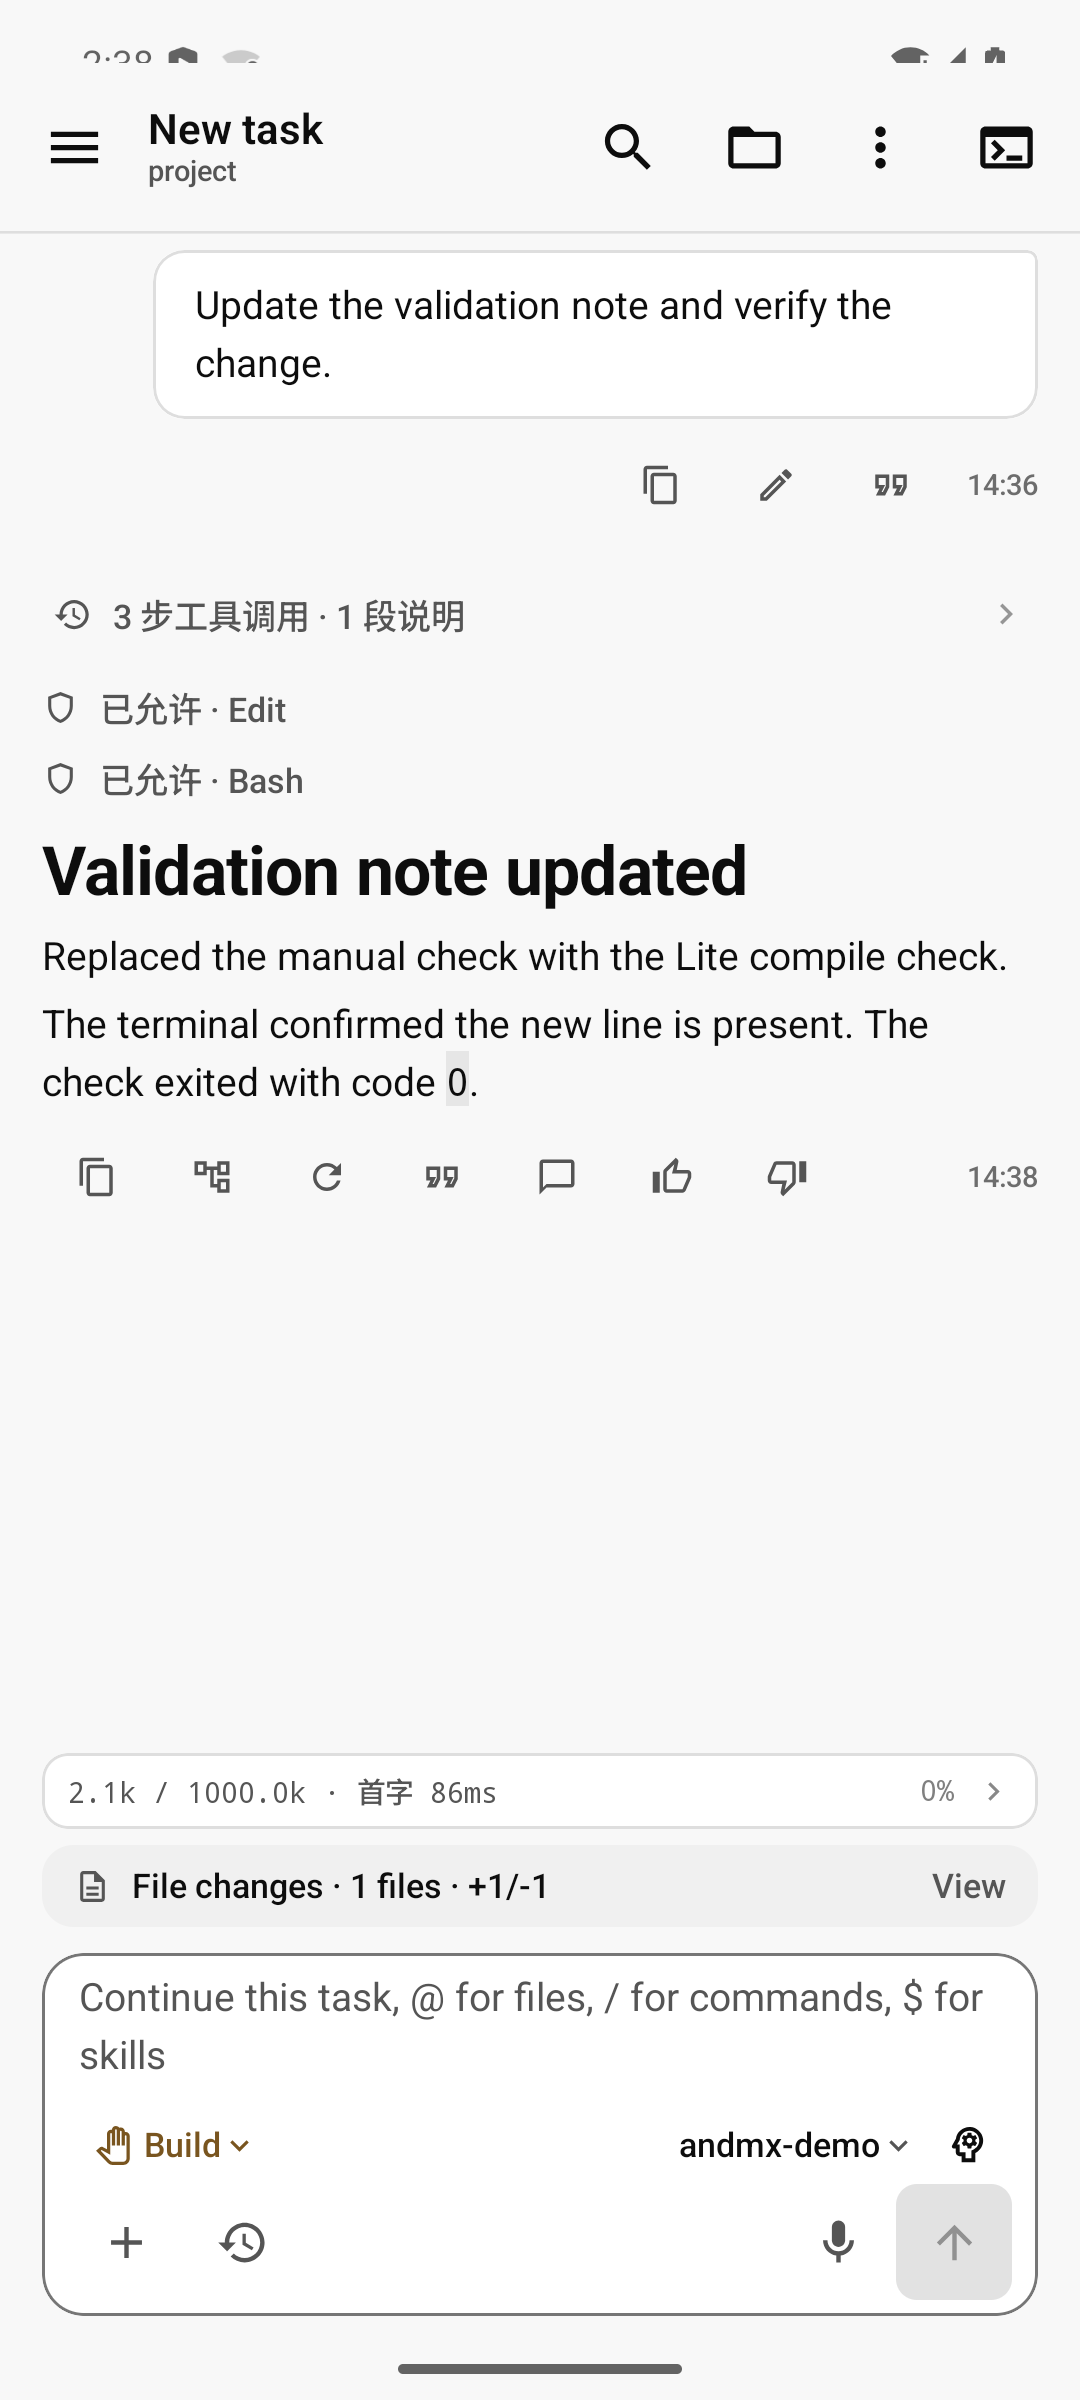 2:38
New task
project
Update the validation note and verify the
change.
14:36
3 步工具调用 · 1 段说明
已允许 · Edit
已允许 · Bash
Validation note updated
Replaced the manual check with the Lite compile check.
The terminal confirmed the new line is present. The
check exited with code 0.
14:38
2.1k / 1000.0k · 首字 86ms 0%
File changes · 1 files · +1/-1 View
Continue this task, @ for files, / for commands, $ for
skills
Build andmx-demo